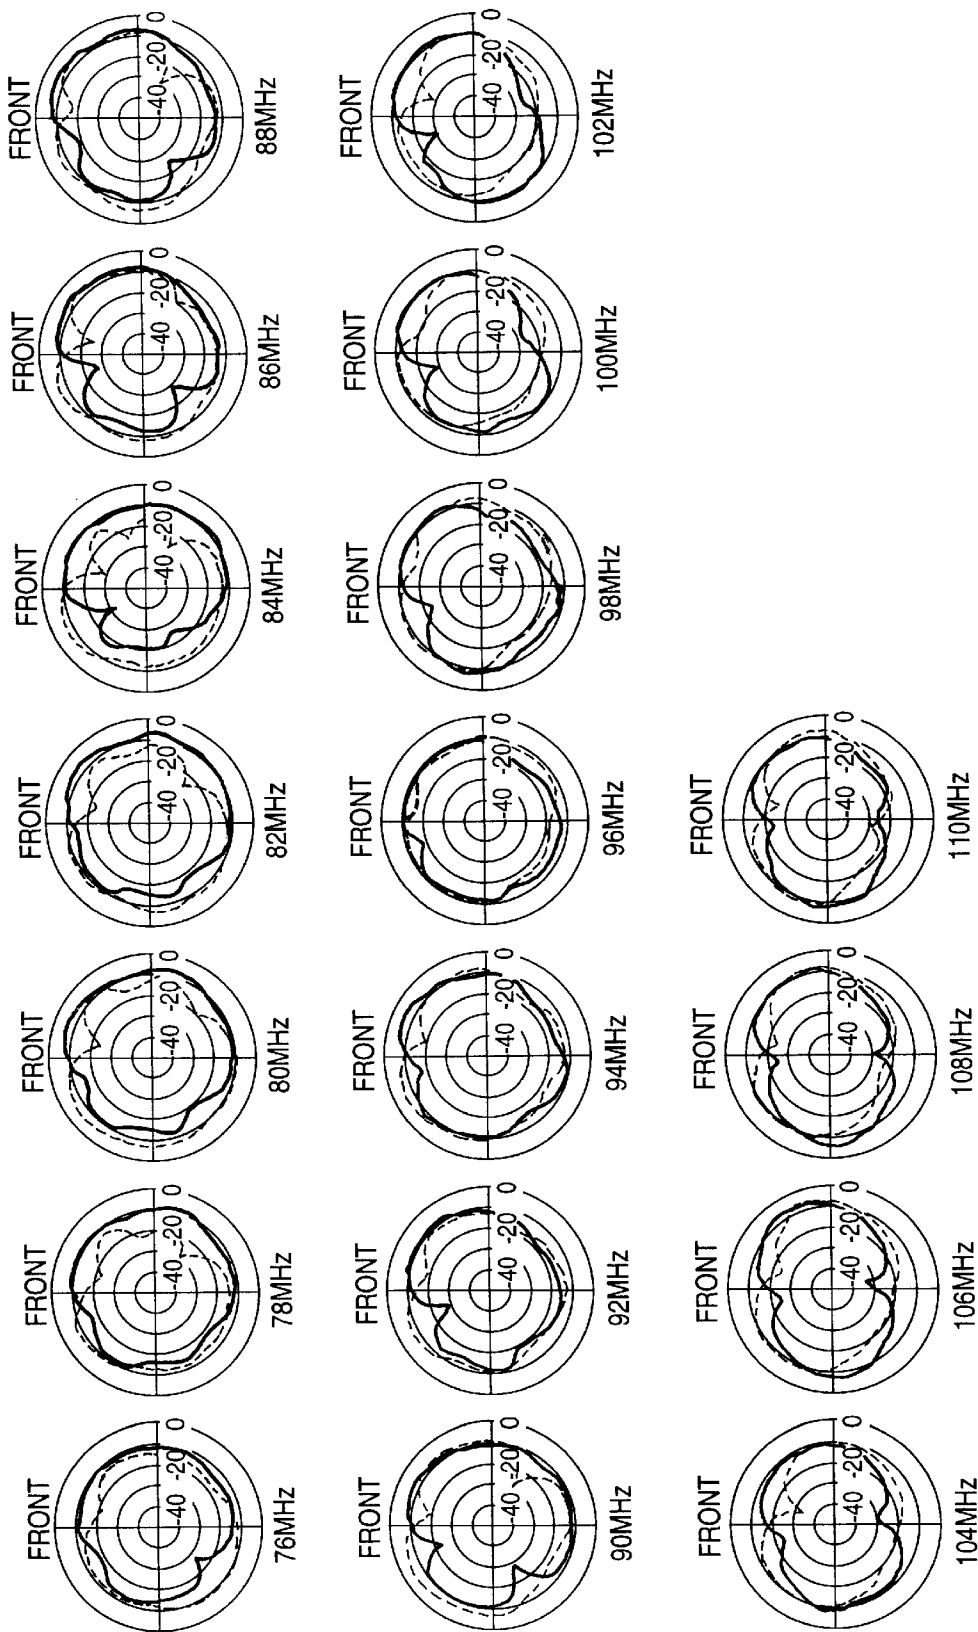 FRONT
0
-20
-40
76MHz
FRONT
0
-20
-40
78MHz
FRONT
0
-20
-40
80MHz
FRONT
0
-20
-40
82MHz
FRONT
0
-20
-40
84MHz
FRONT
0
-20
-40
86MHz
FRONT
0
-20
-40
88MHz
FRONT
0
-20
-40
90MHz
FRONT
0
-20
-40
92MHz
FRONT
0
-20
-40
94MHz
FRONT
0
-20
-40
96MHz
FRONT
0
-20
-40
98MHz
FRONT
0
-20
-40
100MHz
FRONT
0
-20
-40
102MHz
FRONT
0
-20
-40
104MHz
FRONT
0
-20
-40
106MHz
FRONT
0
-20
-40
108MHz
FRONT
0
-20
-40
110MHz